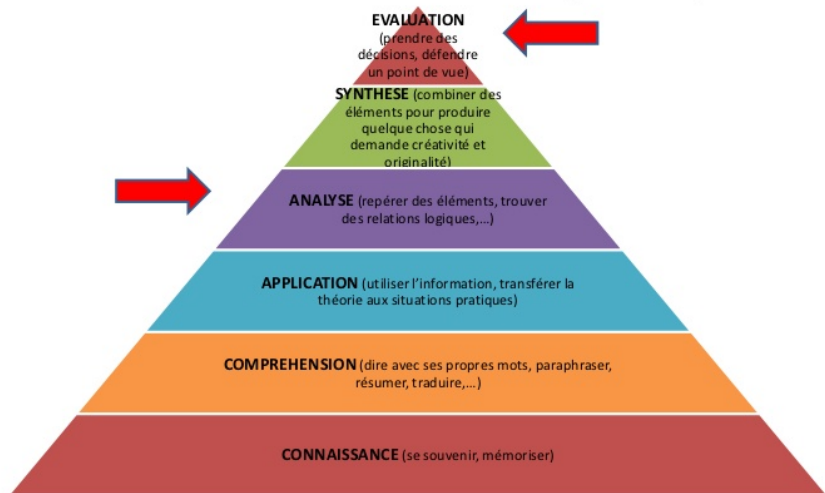 EVALUATION
(prendre des
décisions, défendre
un point de vue)
SYNTHESE (combiner des
éléments pour produire
quelque chose qui
demande créativité et
originalité)
ANALYSE (repérer des éléments, trouver
des relations logiques,...)
APPLICATION (utiliser l’information, transférer la
théorie aux situations pratiques)
COMPREHENSION (dire avec ses propres mots, paraphraser,
résumer, traduire,...)
CONNAISSANCE (se souvenir, mémoriser)